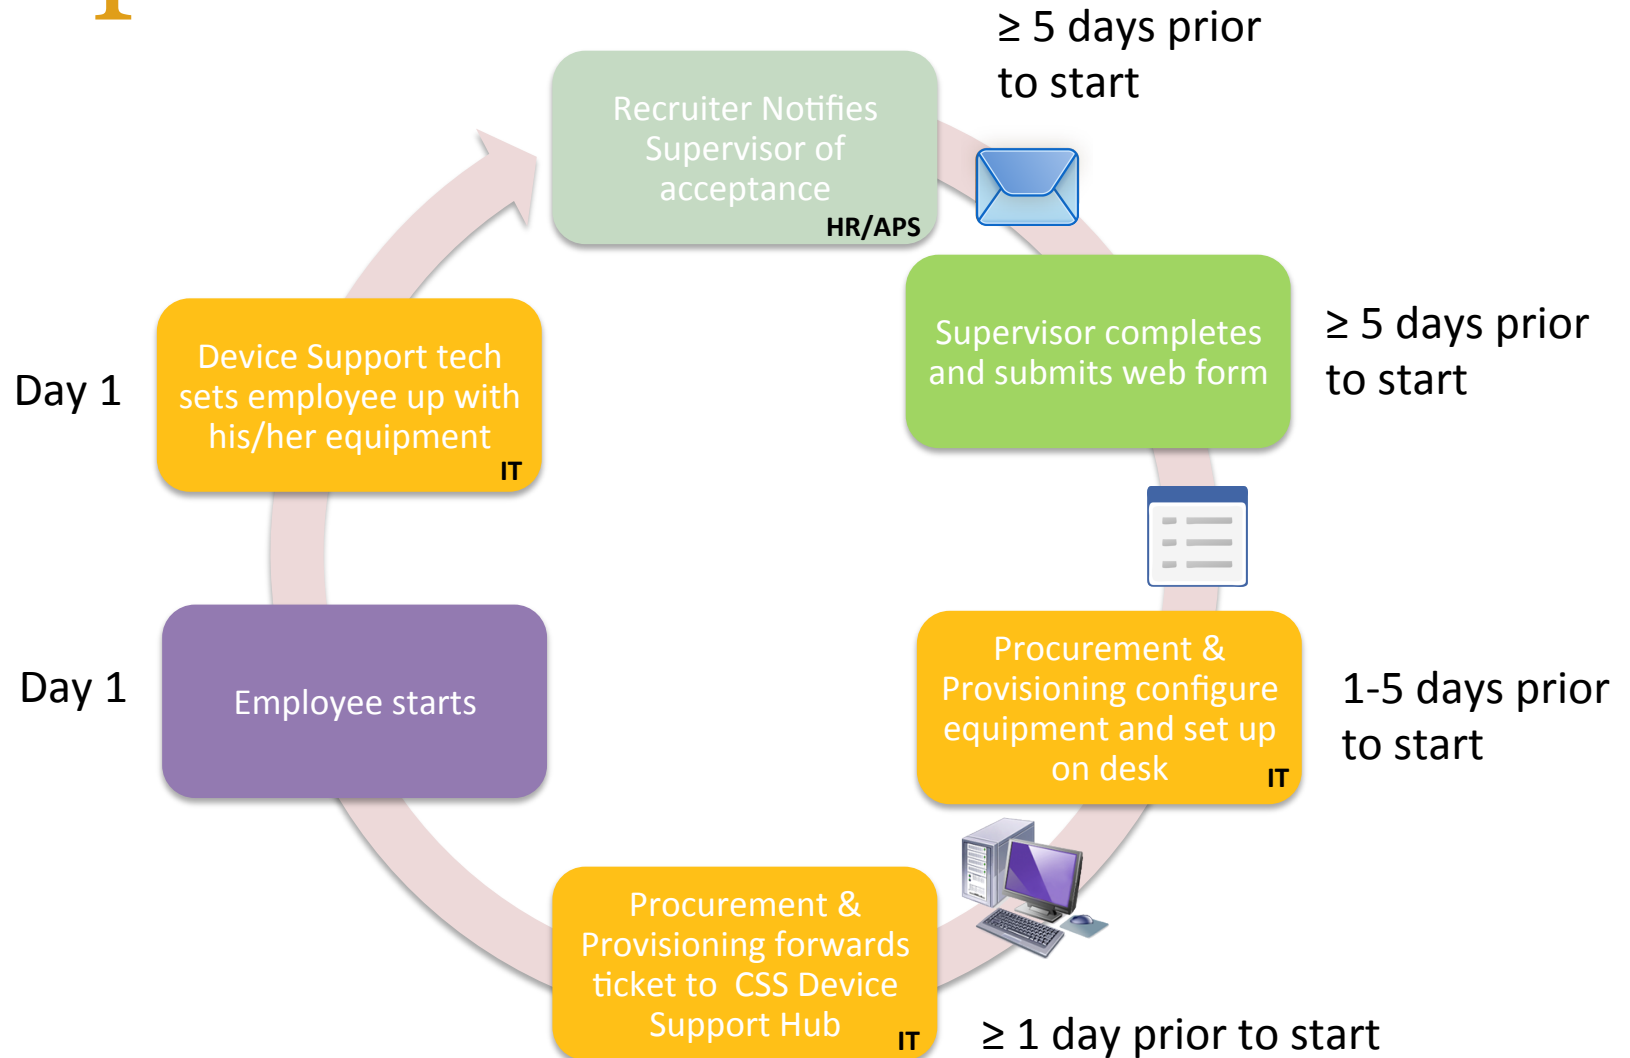 ≥ 5 days prior
to start
Recruiter Notifies
Supervisor of
acceptance
HR/APS
Supervisor completes
and submits web form
≥ 5 days prior
to start
Procurement &
Provisioning configure
equipment and set up
on desk
IT
1-5 days prior
to start
Procurement &
Provisioning forwards
ticket to  CSS Device
Support Hub
IT
≥ 1 day prior to start
Employee starts
Day 1
Device Support tech
sets employee up with
his/her equipment
IT
Day 1